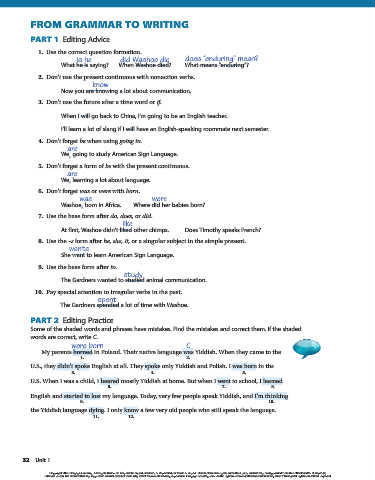 FROM GRAMMAR TO WRITING
PART 1 Editing Advice
1. Use the correct question formation.
is he did Washoe die does "enduring" mean?
What he is saying? When Washoe died? What means "enduring"?
2. Don't use the present continuous with nonaction verbs.
know
Now you are knowing a lot about communication.
3. Don't use the future after a time word or if.
When I will go back to China, I'm going to be an English teacher.
I'll learn a lot of slang if I will have an English-speaking roommate next semester.
4. Don't forget be when using going to.
are
We, going to study American Sign Language.
5. Don't forget a form of be with the present continuous.
are
We, learning a lot about language.
6. Don't forget was or were with born.
was were
Washoe, born in Africa. Where did her babies born?
7. Use the base form after do, does, or did.
like
At first, Washoe didn't liked other chimps. Does Timothy speaks French?
8. Use the -s form after he, she, it, or a singular subject in the simple present.
wants
She want to learn American Sign Language.
9. Use the base form after to.
study
The Gardners wanted to studied animal communication.
10. Pay special attention to irregular verbs in the past.
spent
The Gardners spended a lot of time with Washoe.
PART 2 Editing Practice
Some of the shaded words and phrases have mistakes. Find the mistakes and correct them. If the shaded
words are correct, write C.
were born C
My parents borned in Poland. Their native language was Yiddish. When they came to the
1. 2.
U.S., they didn't spoke English at all. They spoke only Yiddish and Polish. I was born in the
3. 4. 5.
U.S. When I was a child, I heared mostly Yiddish at home. But when I went to school, I learned
6. 7. 8.
English and started to lost my language. Today, very few people speak Yiddish, and I'm thinking
9. 10.
the Yiddish language dying. I only know a few very old people who still speak the language.
11. 12.
32 Unit 1